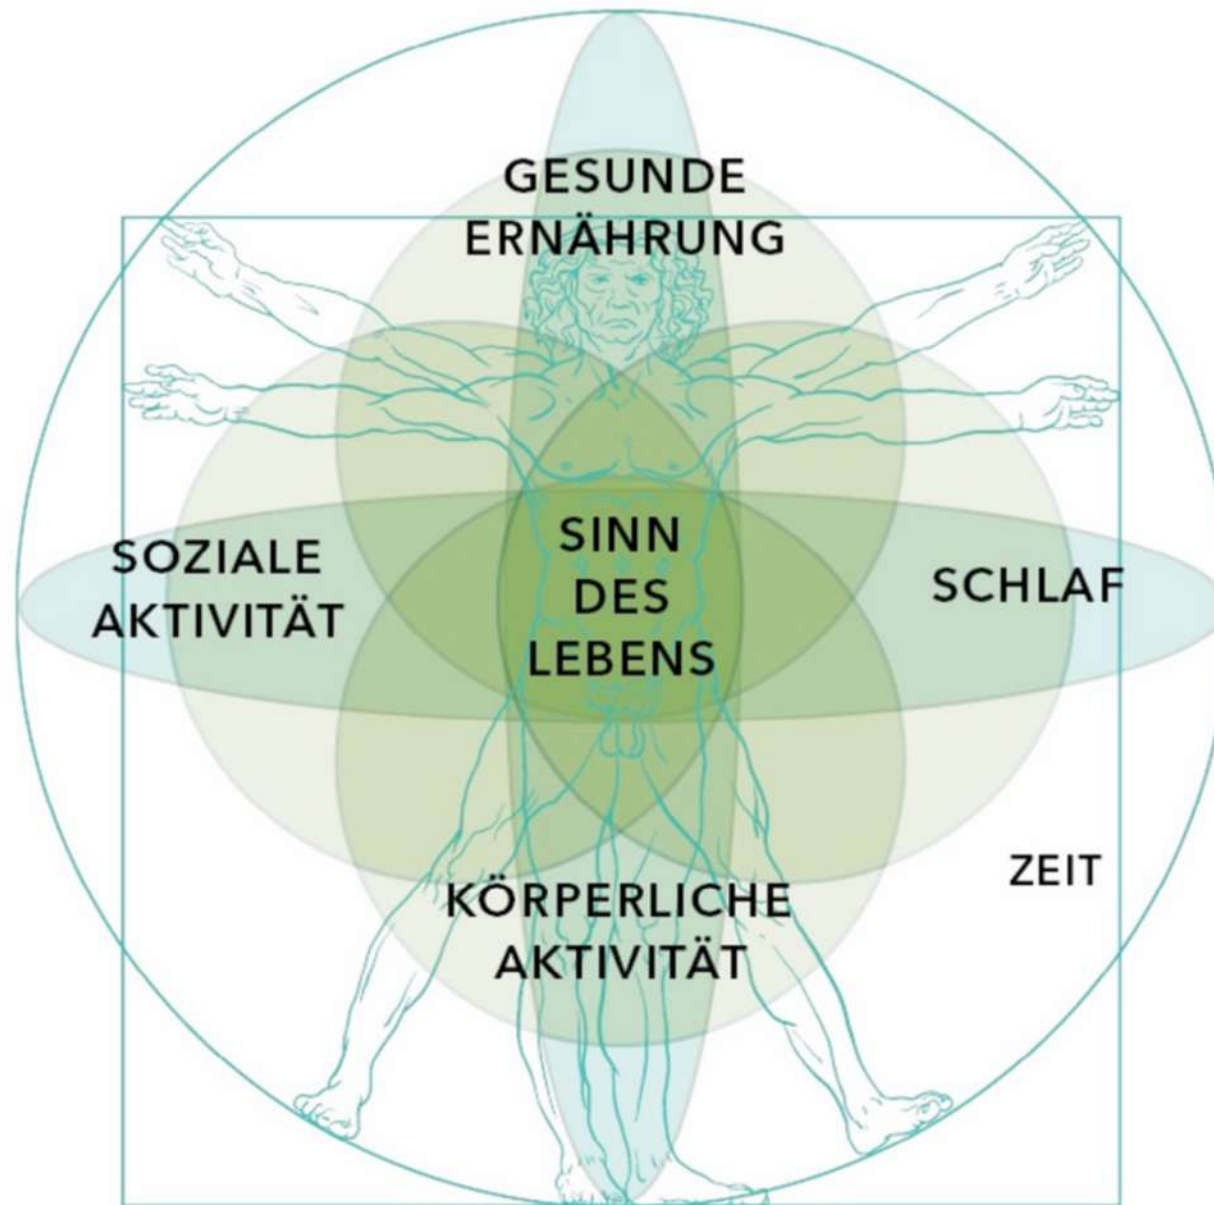 GESUNDE
ERNÄHRUNG
SOZIALE
AKTIVITÄT
SINN
DES
LEBENS
SCHLAF
ZEIT
KÖRPERLICHE
AKTIVITÄT